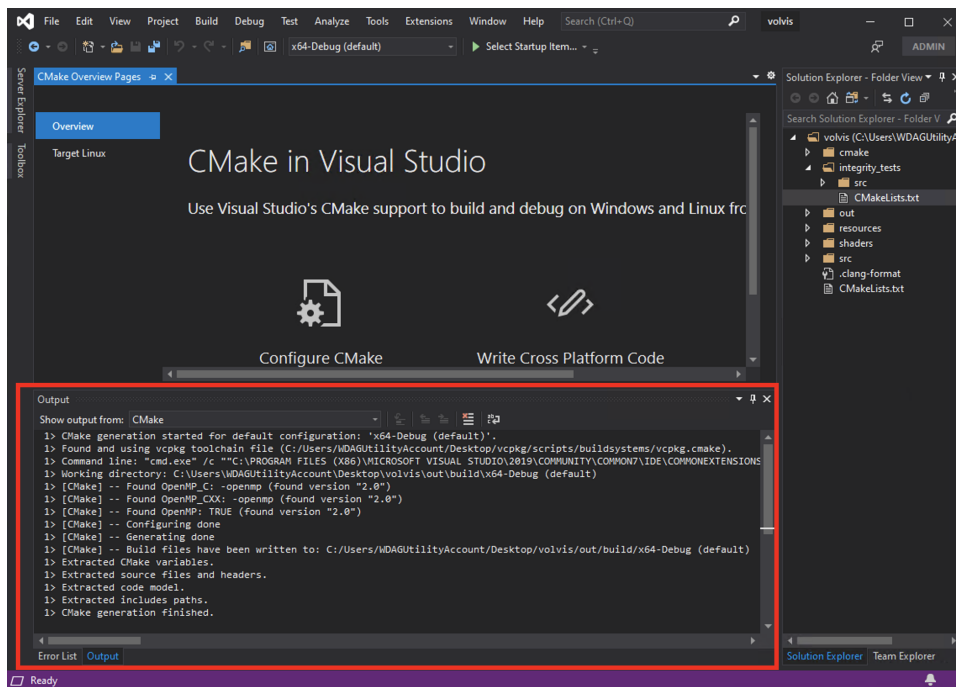 File Edit View Project Build Debug Test Analyze Tools Extensions Window Help Search (Ctrl+Q) volvis
x64-Debug (default) Select Startup Item... ADMIN
Server Explorer
Toolbox
CMake Overview Pages
Overview
Target Linux
CMake in Visual Studio
Use Visual Studio's CMake support to build and debug on Windows and Linux frc
Configure CMake Write Cross Platform Code
Output
Show output from: CMake
1> CMake generation started for default configuration: 'x64-Debug (default)'.
1> Found and using vcpkg toolchain file (C:/Users/WDAGUtilityAccount/Desktop/vcpkg/scripts/buildsystems/vcpkg.cmake).
1> Command line: "cmd.exe" /c ""C:\PROGRAM FILES (X86)\MICROSOFT VISUAL STUDIO\2019\COMMUNITY\COMMON7\IDE\COMMONEXTENSIONS
1> Working directory: C:\Users\WDAGUtilityAccount\Desktop\volvis\out\build\x64-Debug (default)
1> [CMake] -- Found OpenMP_C: -openmp (found version "2.0")
1> [CMake] -- Found OpenMP_CXX: -openmp (found version "2.0")
1> [CMake] -- Found OpenMP: TRUE (found version "2.0")
1> [CMake] -- Configuring done
1> [CMake] -- Generating done
1> [CMake] -- Build files have been written to: C:/Users/WDAGUtilityAccount/Desktop/volvis/out/build/x64-Debug (default)
1> Extracted CMake variables.
1> Extracted source files and headers.
1> Extracted code model.
1> Extracted includes paths.
1> CMake generation finished.
Error List Output
Solution Explorer - Folder View
Search Solution Explorer - Folder V
volvis (C:\Users\WDAGUtilityA
cmake
integrity_tests
src
CMakeLists.txt
out
resources
shaders
src
.clang-format
CMakeLists.txt
Solution Explorer Team Explorer
Ready